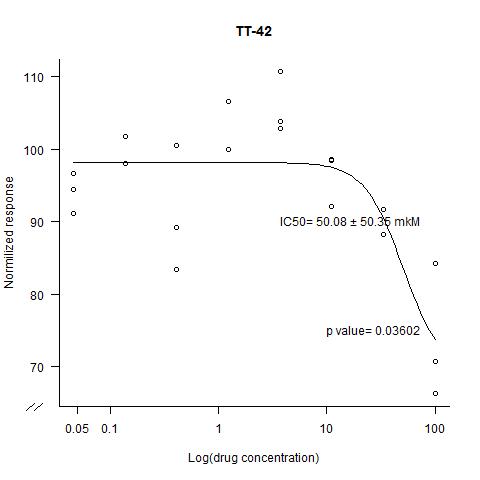 TT-42
110
100
90
80
70
Normilized response
IC50= 50.08 ± 50.35 mkM
p value= 0.03602
0.05 0.1 1 10 100
Log(drug concentration)